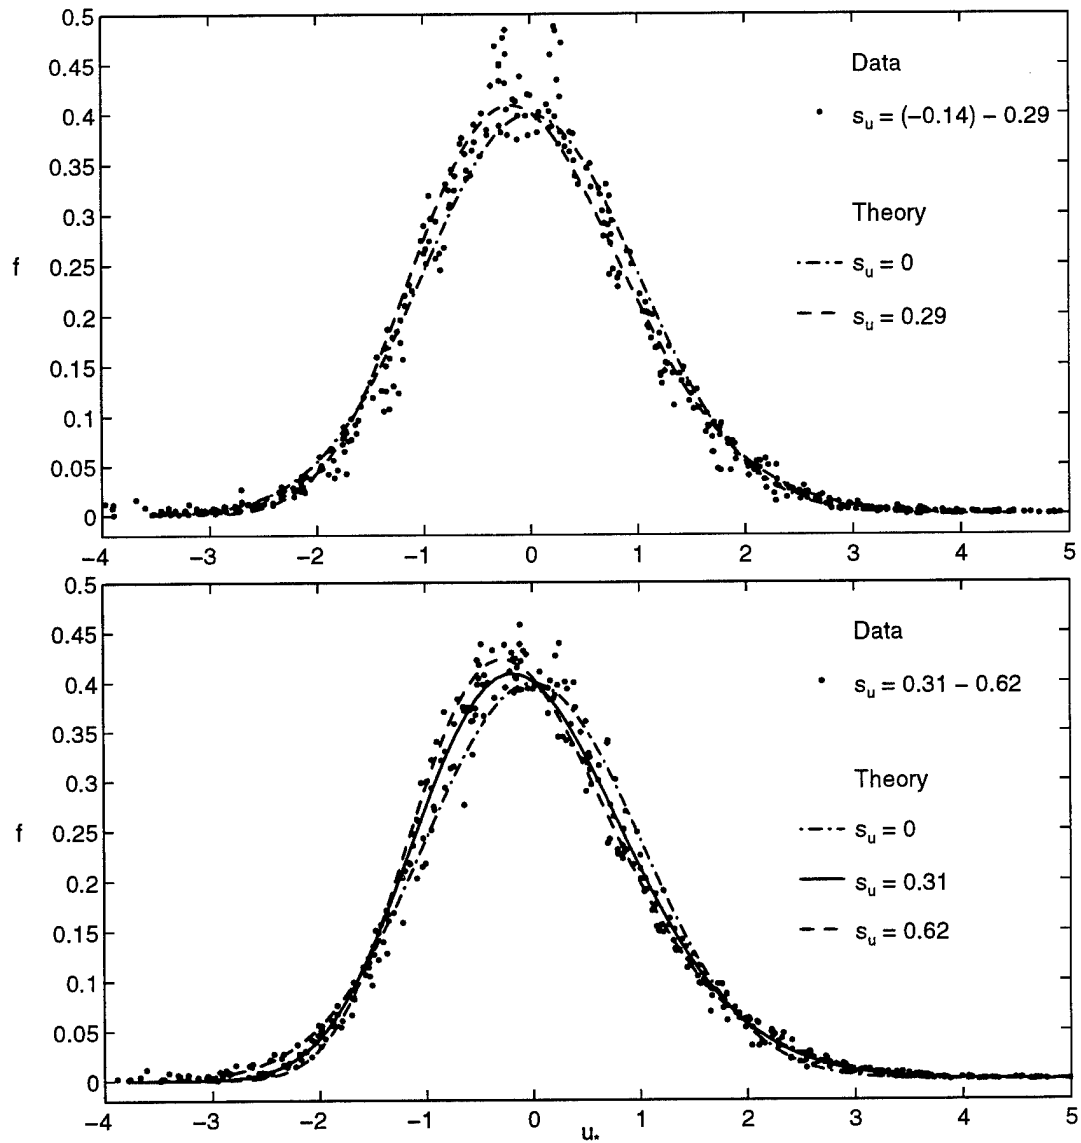 0.5
0.45
0.4
0.35
0.3
0.25
0.2
0.15
0.1
0.05
0
f
Data
s_u = (−0.14) − 0.29
Theory
s_u = 0
s_u = 0.29
−4 −3 −2 −1 0 1 2 3 4 5
0.5
0.45
0.4
0.35
0.3
0.25
0.2
0.15
0.1
0.05
0
f
Data
s_u = 0.31 − 0.62
Theory
s_u = 0
s_u = 0.31
s_u = 0.62
−4 −3 −2 −1 0 1 2 3 4 5
u_*